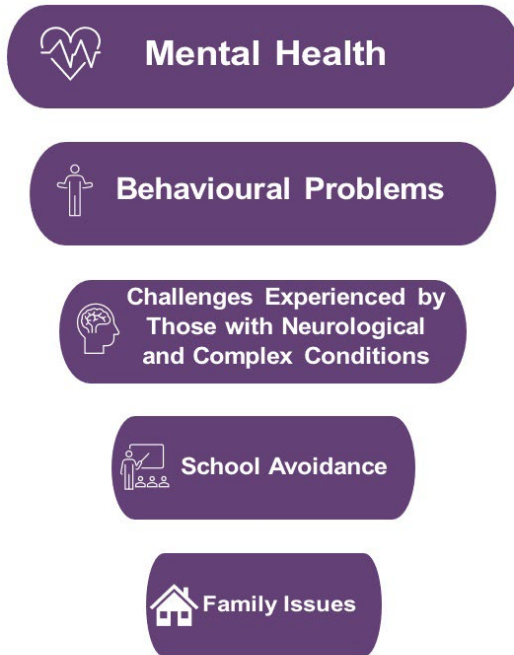 Mental Health
Behavioural Problems
Challenges Experienced by
Those with Neurological
and Complex Conditions
School Avoidance
Family Issues